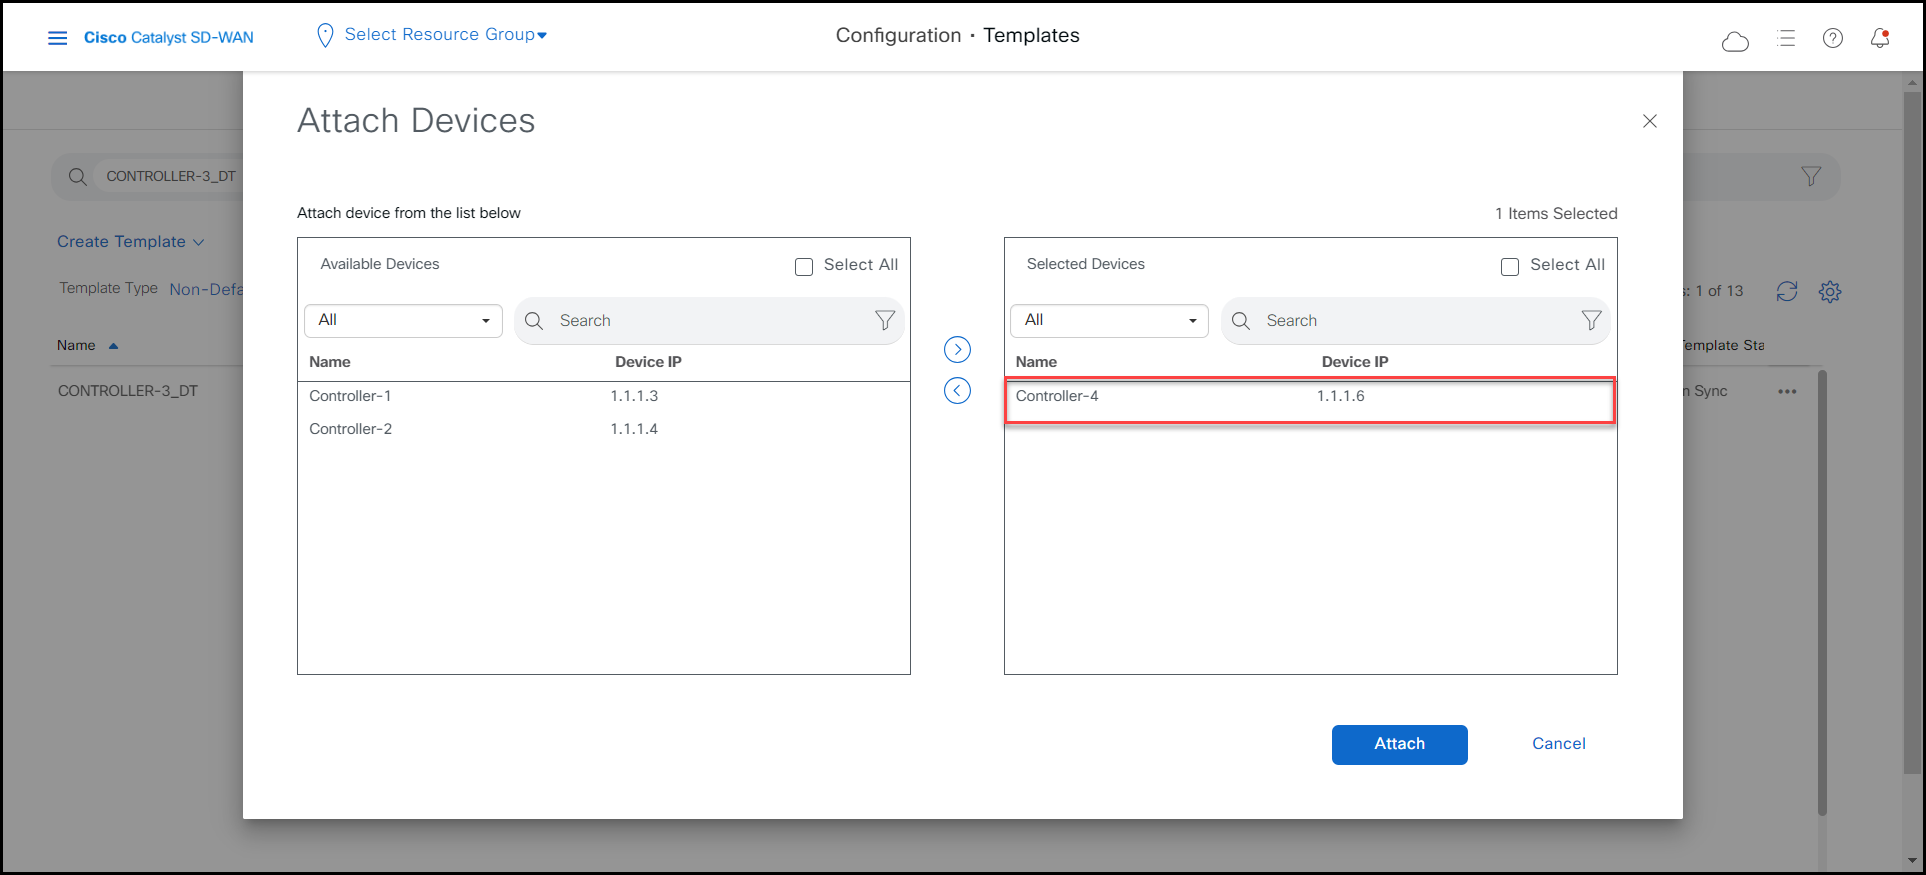 Cisco Catalyst SD-WAN
Select Resource Group
Configuration · Templates
Attach Devices
CONTROLLER-3_DT
Attach device from the list below
1 Items Selected
Create Template
Available Devices
Select All
Selected Devices
Select All
Template Type Non-Defa
s: 1 of 13
All
Search
All
Search
Name
Template Sta
Name Device IP
Name Device IP
CONTROLLER-3_DT
n Sync
Controller-1 1.1.1.3
Controller-4 1.1.1.6
Controller-2 1.1.1.4
Attach
Cancel